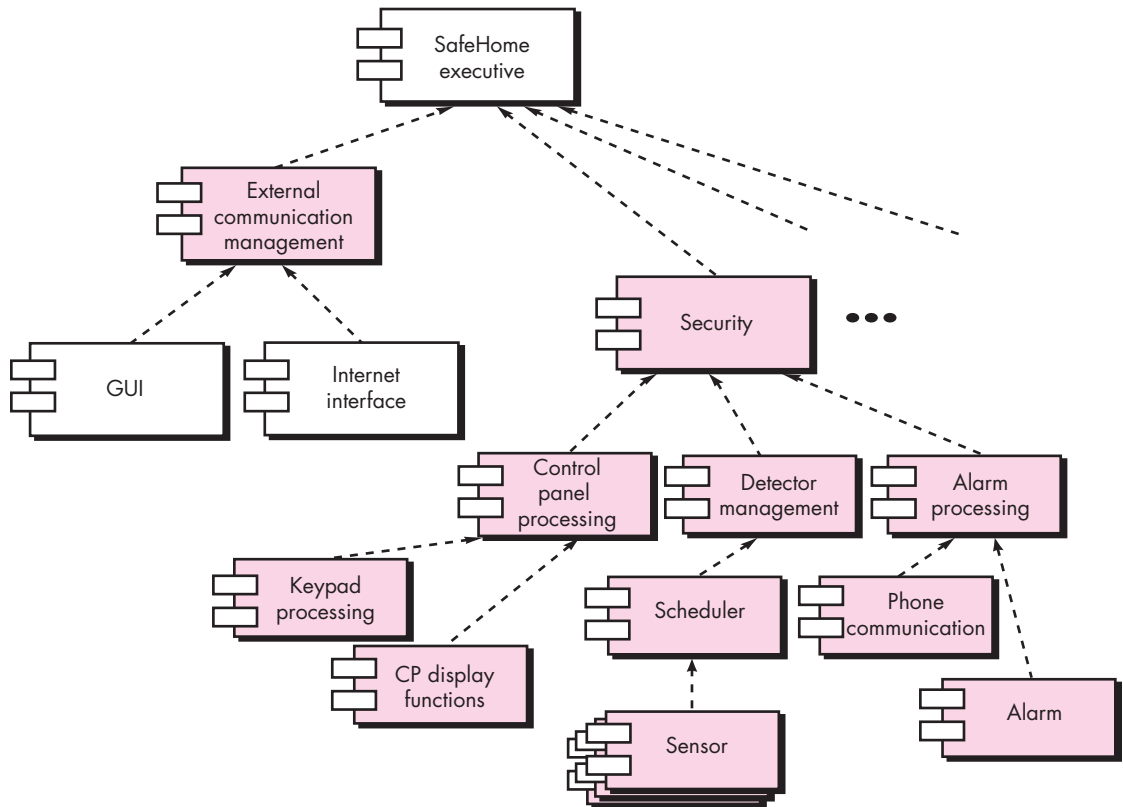 SafeHome
executive
External
communication
management
Security
GUI
Internet
interface
Control
panel
processing
Detector
management
Alarm
processing
Keypad
processing
Scheduler
Phone
communication
CP display
functions
Alarm
Sensor